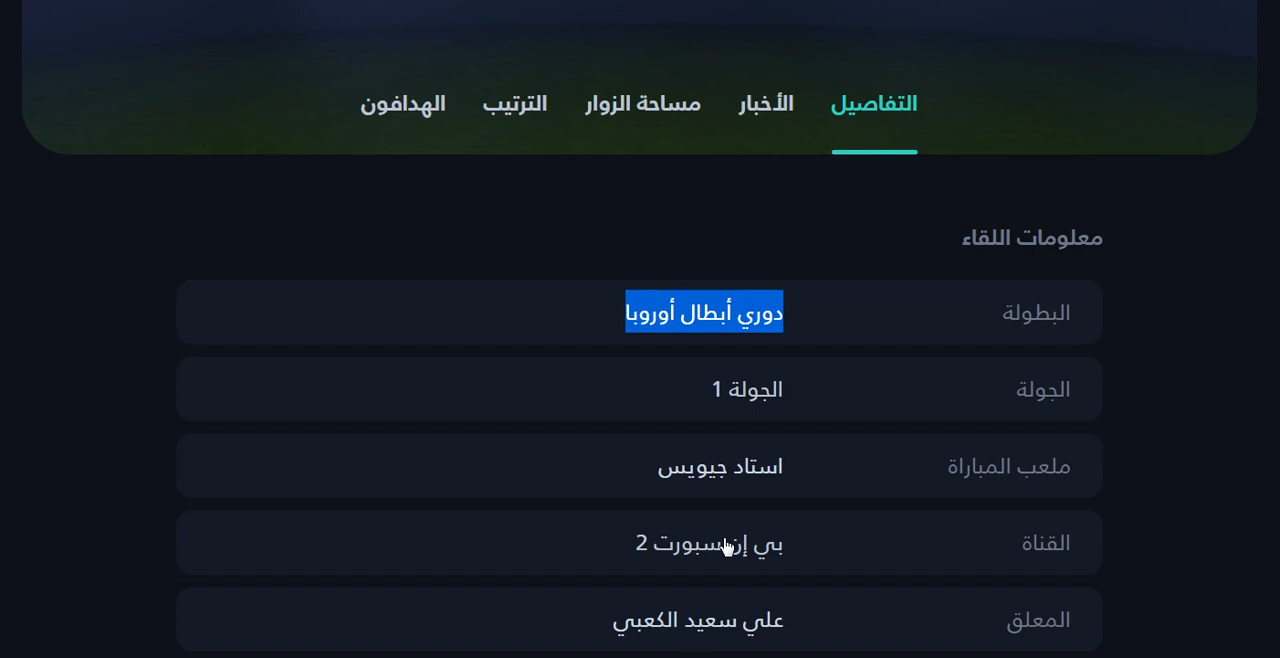 التفاصيل الأخبار مساحة الزوار الترتيب الهدافون
معلومات اللقاء
البطولة دوري أبطال أوروبا
الجولة الجولة 1
ملعب المباراة استاد جيويس
القناة بي إن سبورت 2
المعلق علي سعيد الكعبي